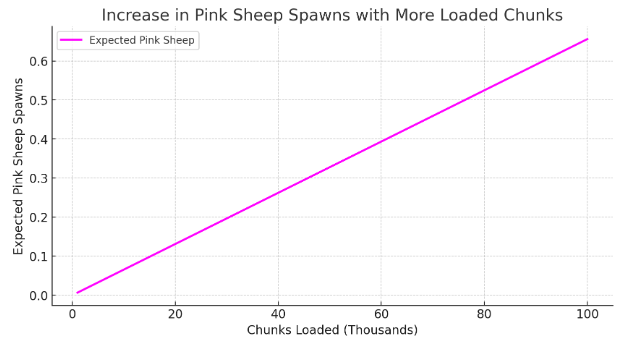 Increase in Pink Sheep Spawns with More Loaded Chunks
Expected Pink Sheep
Expected Pink Sheep Spawns
0.6
0.5
0.4
0.3
0.2
0.1
0.0
0 20 40 60 80 100
Chunks Loaded (Thousands)